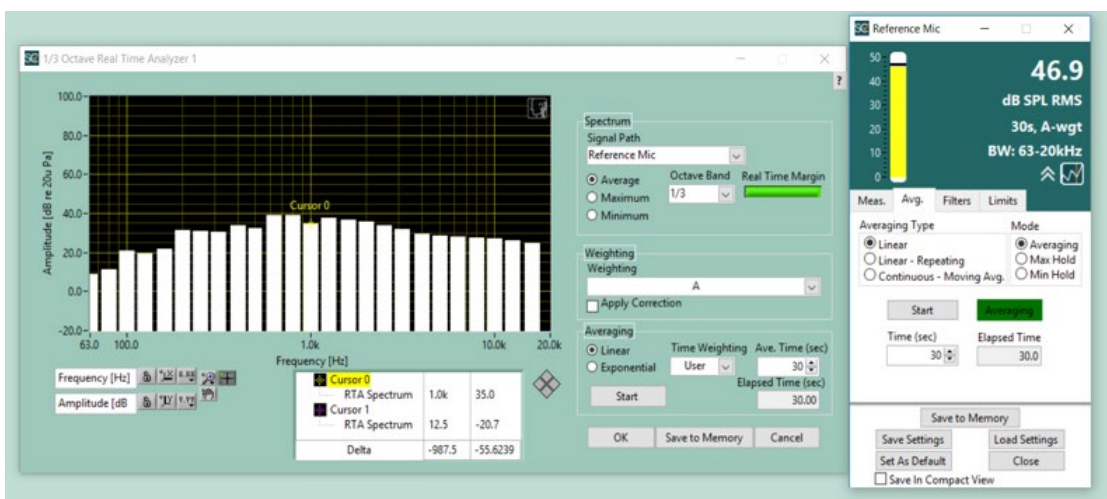 1/3 Octave Real Time Analyzer 1
?
100.0
80.0
60.0
40.0
20.0
0.0
-20.0
Amplitude [dB re 20u Pa]
Cursor 0
63.0 100.0 1.0k 10.0k 20.0k
Frequency [Hz]
Frequency [Hz]
Amplitude [dB
Cursor 0
RTA Spectrum 1.0k 35.0
Cursor 1
RTA Spectrum 12.5 -20.7
Delta -987.5 -55.6239
Spectrum
Signal Path
Reference Mic
Average
Maximum
Minimum
Octave Band Real Time Margin
1/3
Weighting
Weighting
A
Apply Correction
Averaging
Linear
Exponential
Time Weighting Ave. Time (sec)
User 30
Elapsed Time (sec)
Start 30.00
OK Save to Memory Cancel
SC Reference Mic
50
40
30
20
10
0
46.9
dB SPL RMS
30s, A-wgt
BW: 63-20kHz
Meas. Avg. Filters Limits
Averaging Type Mode
Linear Averaging
Linear - Repeating Max Hold
Continuous - Moving Avg. Min Hold
Start Averaging
Time (sec) Elapsed Time
30 30.0
Save to Memory
Save Settings Load Settings
Set As Default Close
Save In Compact View